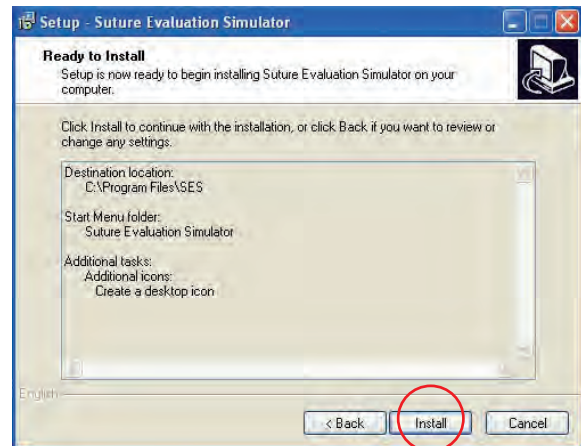 Setup - Suture Evaluation Simulator
Ready to Install
Setup is now ready to begin installing Suture Evaluation Simulator on your
computer.
Click Install to continue with the installation, or click Back if you want to review or
change any settings.
Destination location:
C:\Program Files\SES
Start Menu folder:
Suture Evaluation Simulator
Additional tasks:
Additional icons:
Create a desktop icon
English
< Back Install Cancel